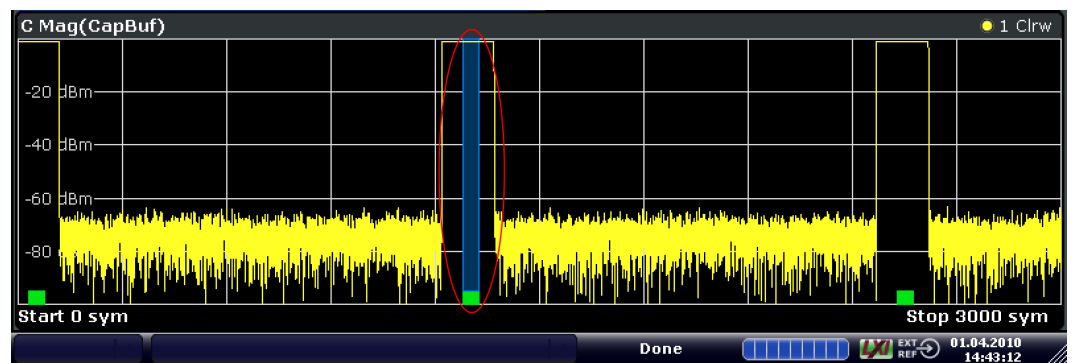 C Mag(CapBuf)
1 Clrw
-20 dBm
-40 dBm
-60 dBm
-80
Start 0 sym
Stop 3000 sym
Done
LXI
EXT REF
01.04.2010
14:43:12